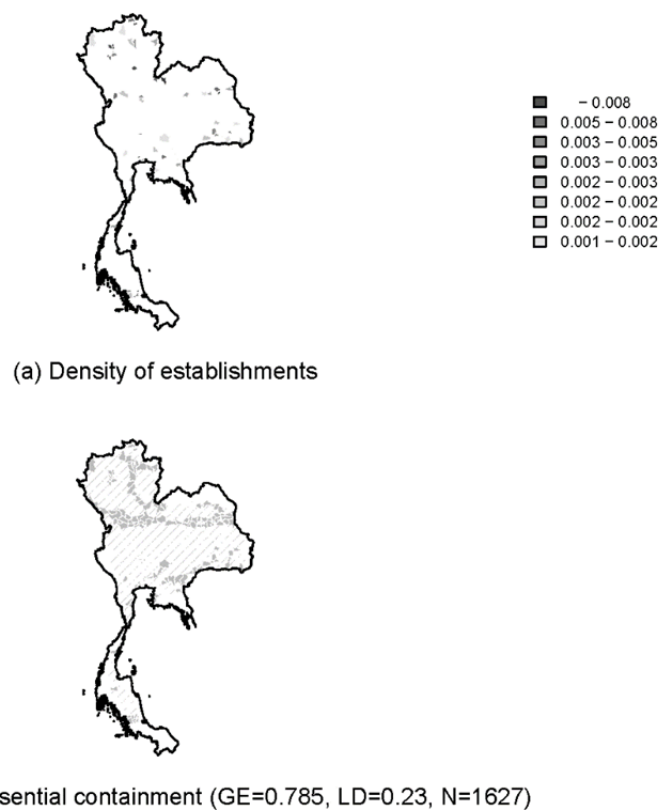 − 0.008
0.005 − 0.008
0.003 − 0.005
0.003 − 0.003
0.002 − 0.003
0.002 − 0.002
0.002 − 0.002
0.001 − 0.002
(a) Density of establishments
sential containment (GE=0.785, LD=0.23, N=1627)